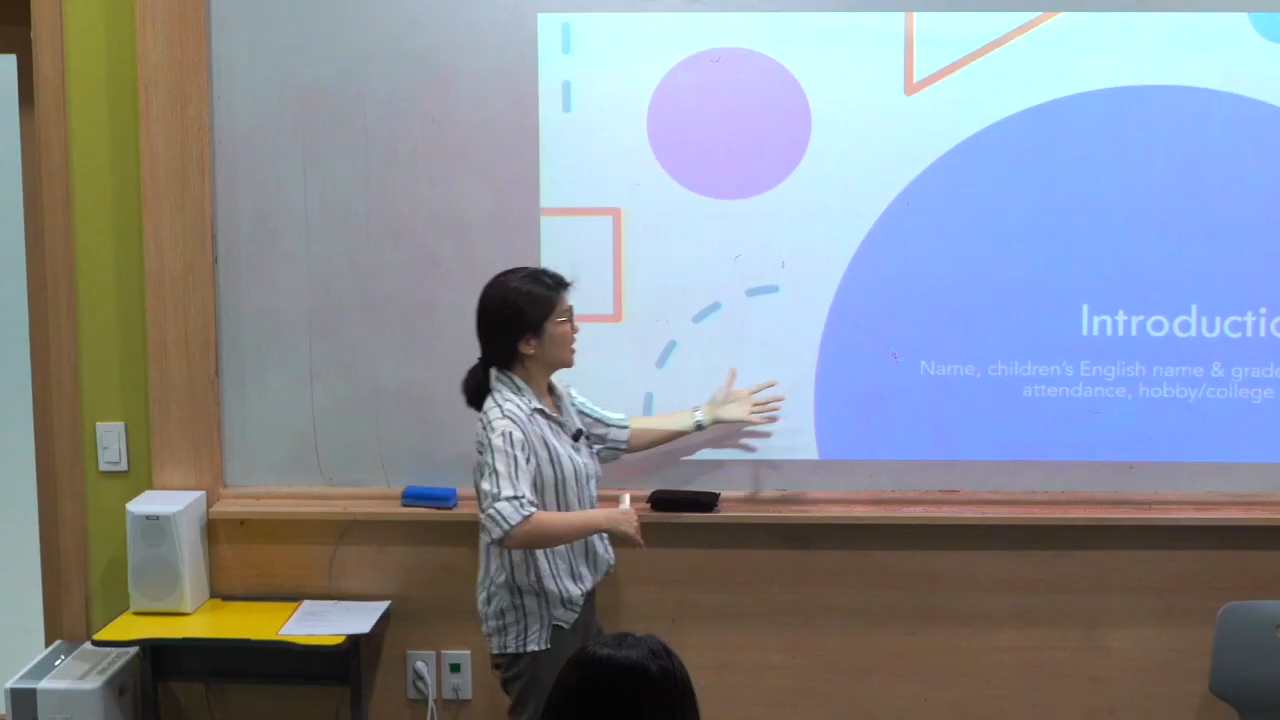 Introductio
Name, children's English name & grade
attendance, hobby/college